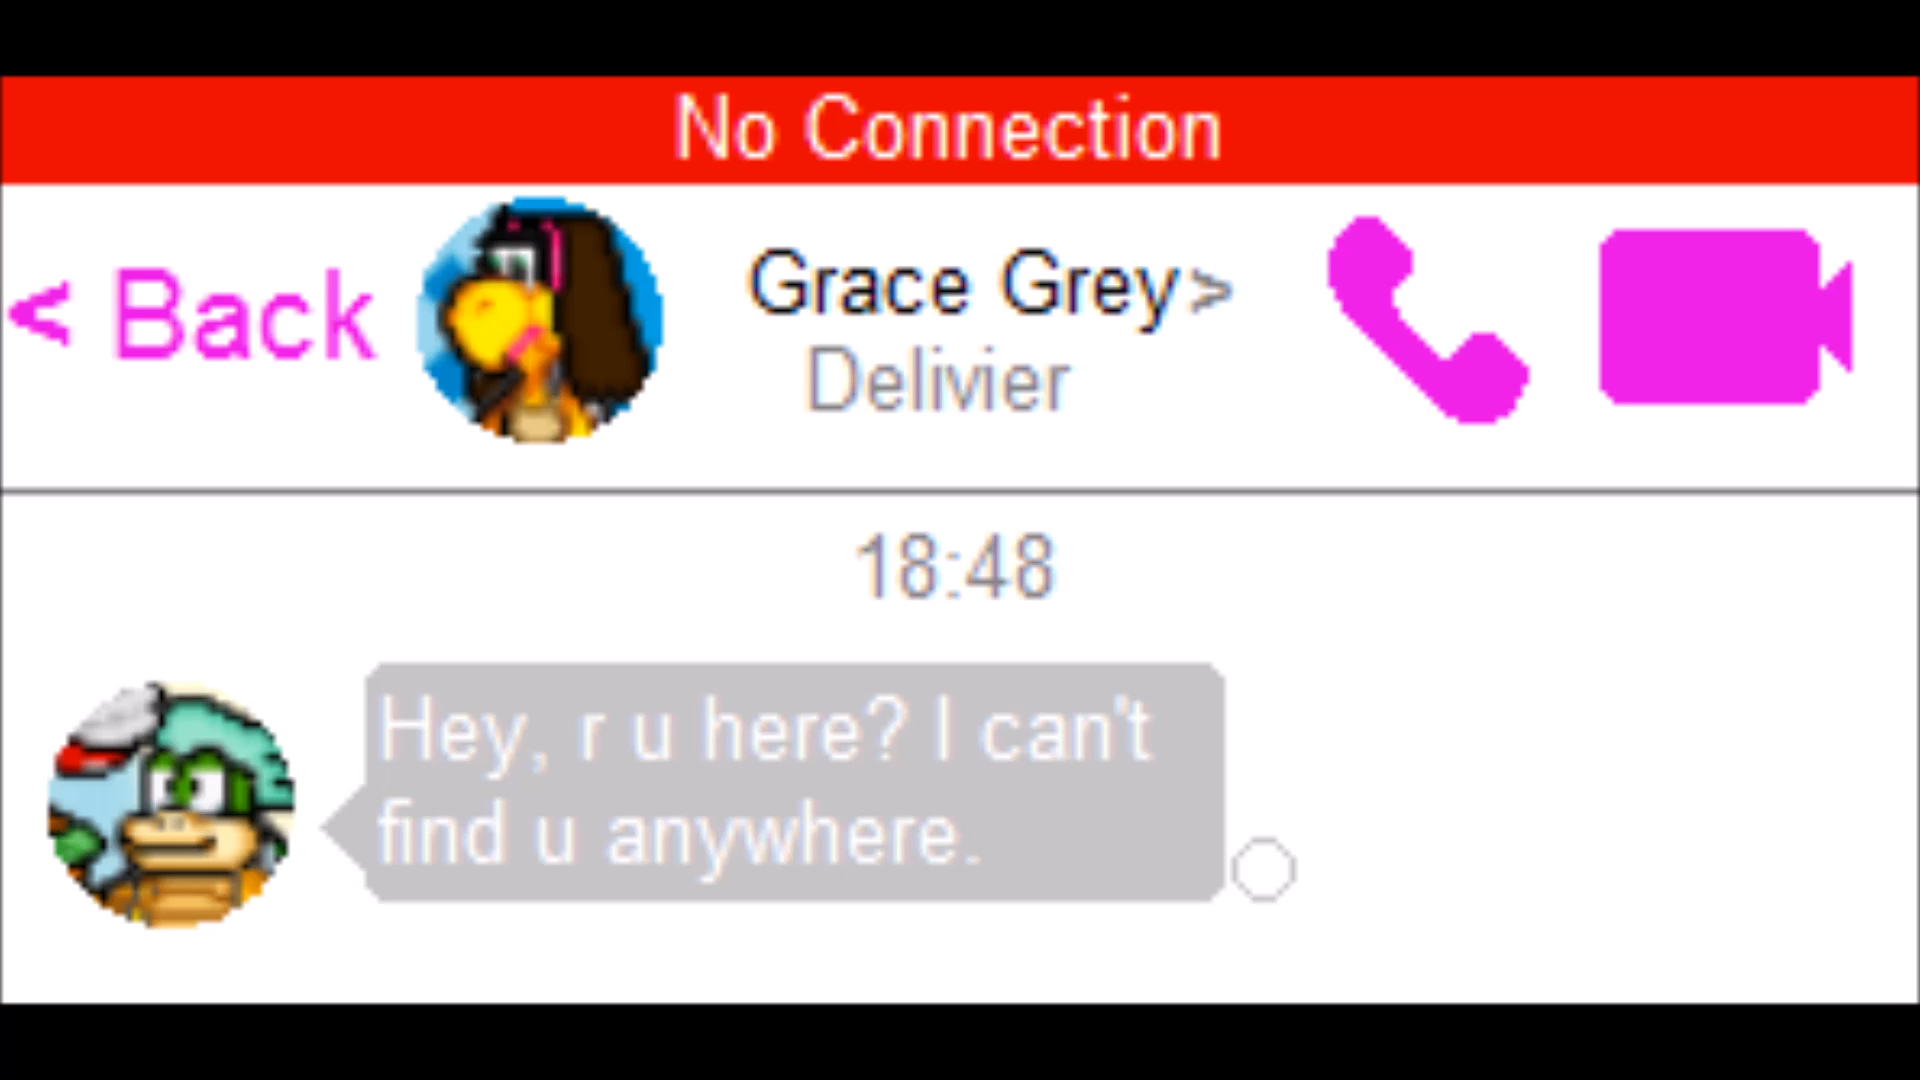 No Connection
< Back
Grace Grey>
Delivier
18:48
Hey, r u here? I can't
find u anywhere.